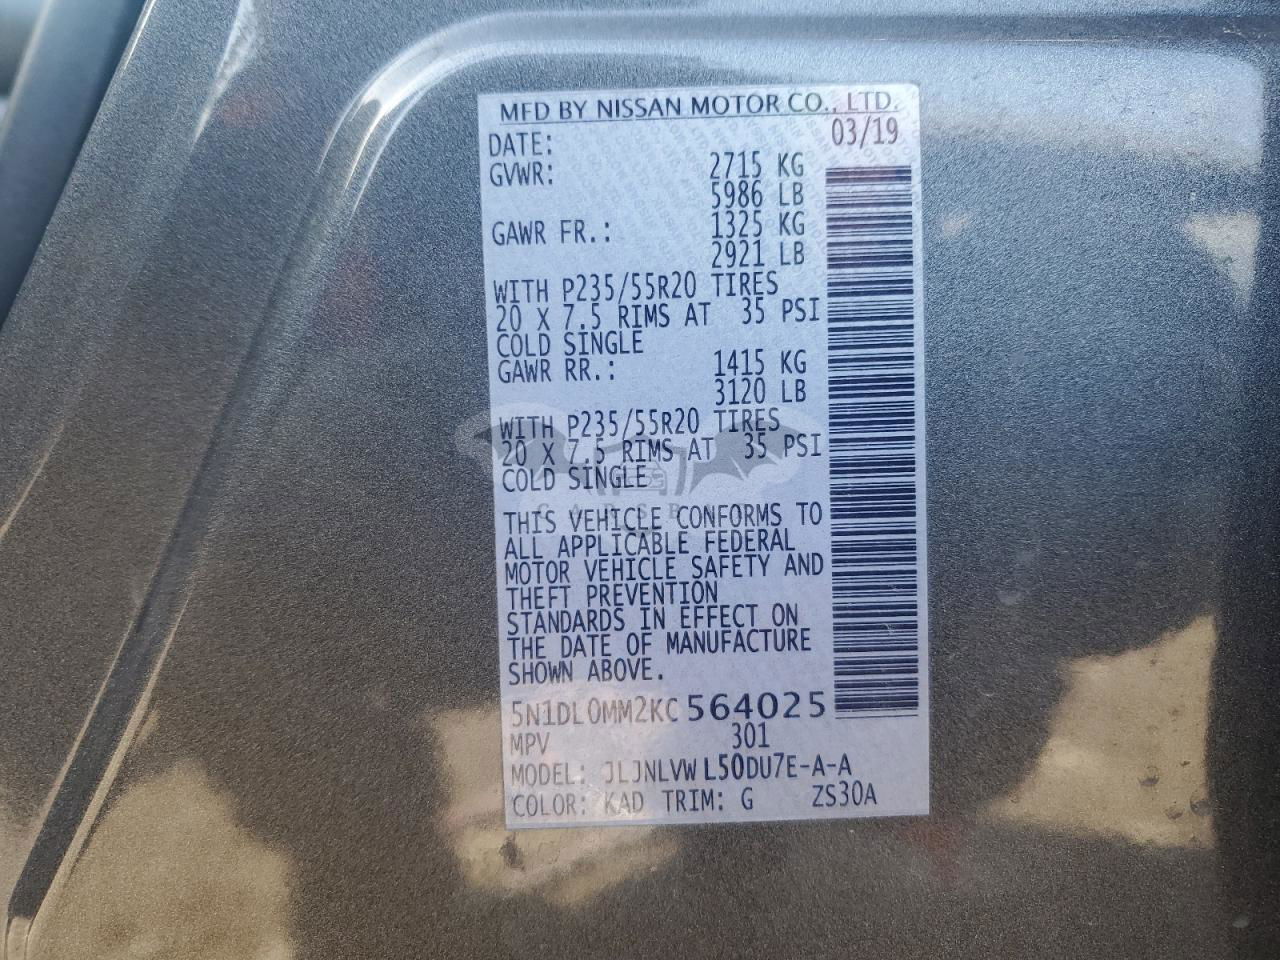 MFD BY NISSAN MOTOR CO., LTD.
DATE: 03/19
GVWR: 2715 KG
5986 LB
GAWR FR.: 1325 KG
2921 LB
WITH P235/55R20 TIRES
20 X 7.5 RIMS AT 35 PSI
COLD SINGLE
GAWR RR.: 1415 KG
3120 LB
WITH P235/55R20 TIRES
20 X 7.5 RIMS AT 35 PSI
COLD SINGLE
THIS VEHICLE CONFORMS TO
ALL APPLICABLE FEDERAL
MOTOR VEHICLE SAFETY AND
THEFT PREVENTION
STANDARDS IN EFFECT ON
THE DATE OF MANUFACTURE
SHOWN ABOVE.
5N1DL0MM2KC564025
MPV 301
MODEL: JLJNLVWL50DU7E-A-A
COLOR: KAD TRIM: G ZS30A